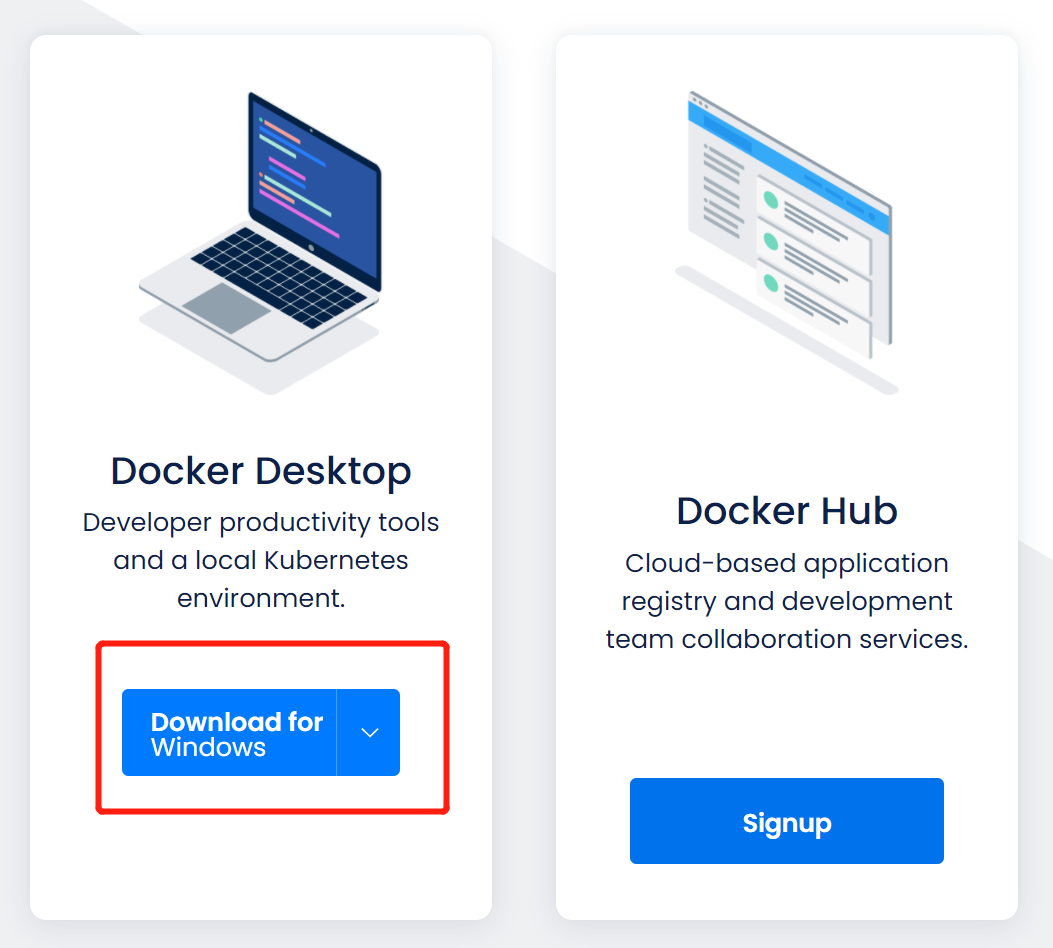 Docker Desktop
Developer productivity tools
and a local Kubernetes
environment.
Download for
Windows
Docker Hub
Cloud-based application
registry and development
team collaboration services.
Signup